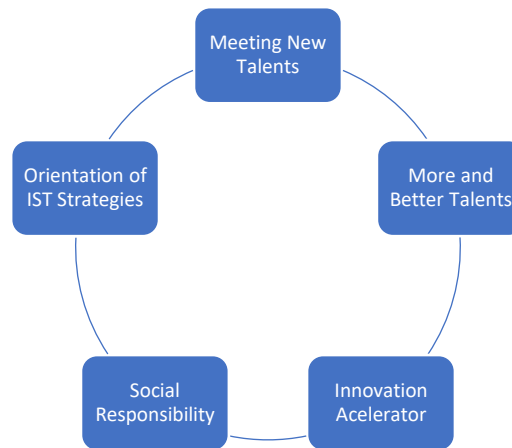 Meeting New
Talents
More and
Better Talents
Innovation
Acelerator
Social
Responsibility
Orientation of
IST Strategies